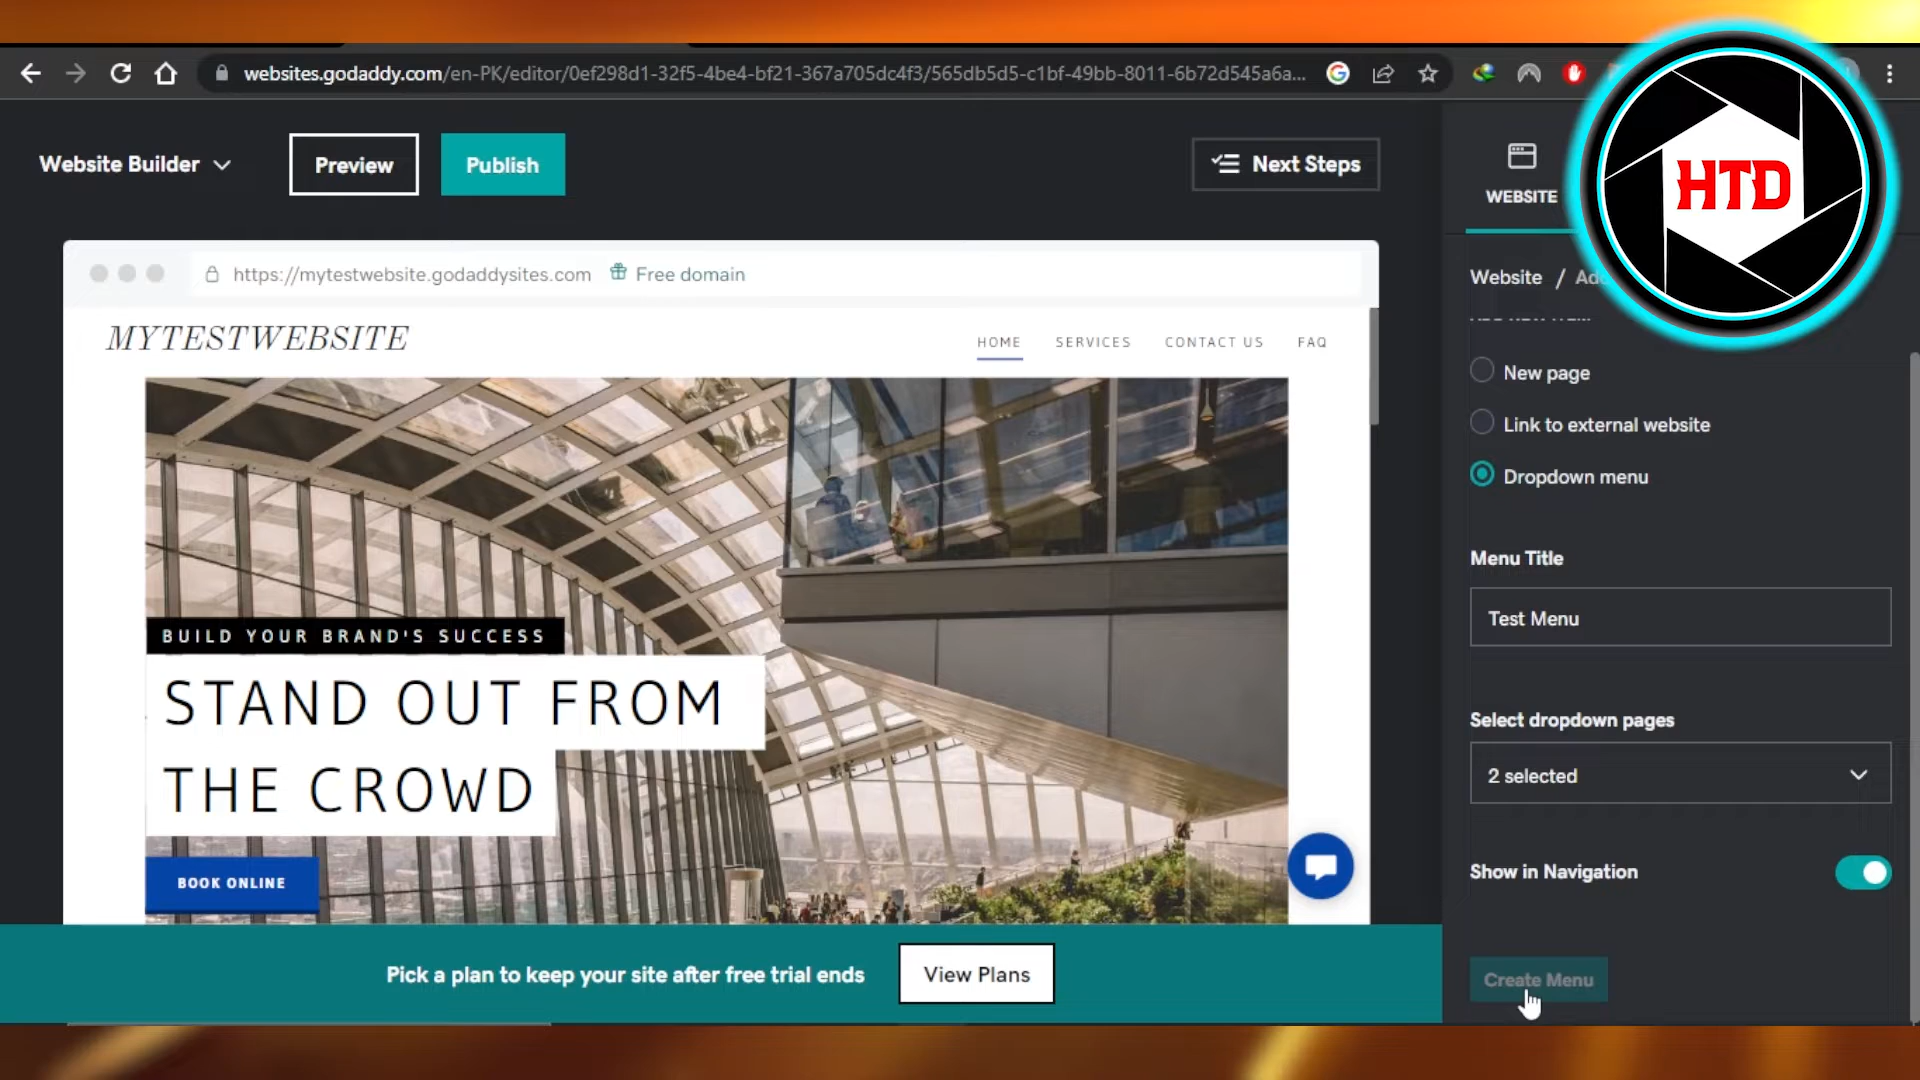 websites.godaddy.com/en-PK/editor/0ef298d1-32f5-4be4-bf21-367a705dc4f3/565db5d5-c1bf-49bb-8011-6b72d545a6a...
Website Builder
Preview
Publish
Next Steps
WEBSITE
HTD
https://mytestwebsite.godaddysites.com
Free domain
Website /
MYTESTWEBSITE
HOME
SERVICES
CONTACT US
FAQ
New page
Link to external website
Dropdown menu
Menu Title
Test Menu
Select dropdown pages
2 selected
Show in Navigation
Create Menu
BUILD YOUR BRAND'S SUCCESS
STAND OUT FROM
THE CROWD
BOOK ONLINE
Pick a plan to keep your site after free trial ends
View Plans